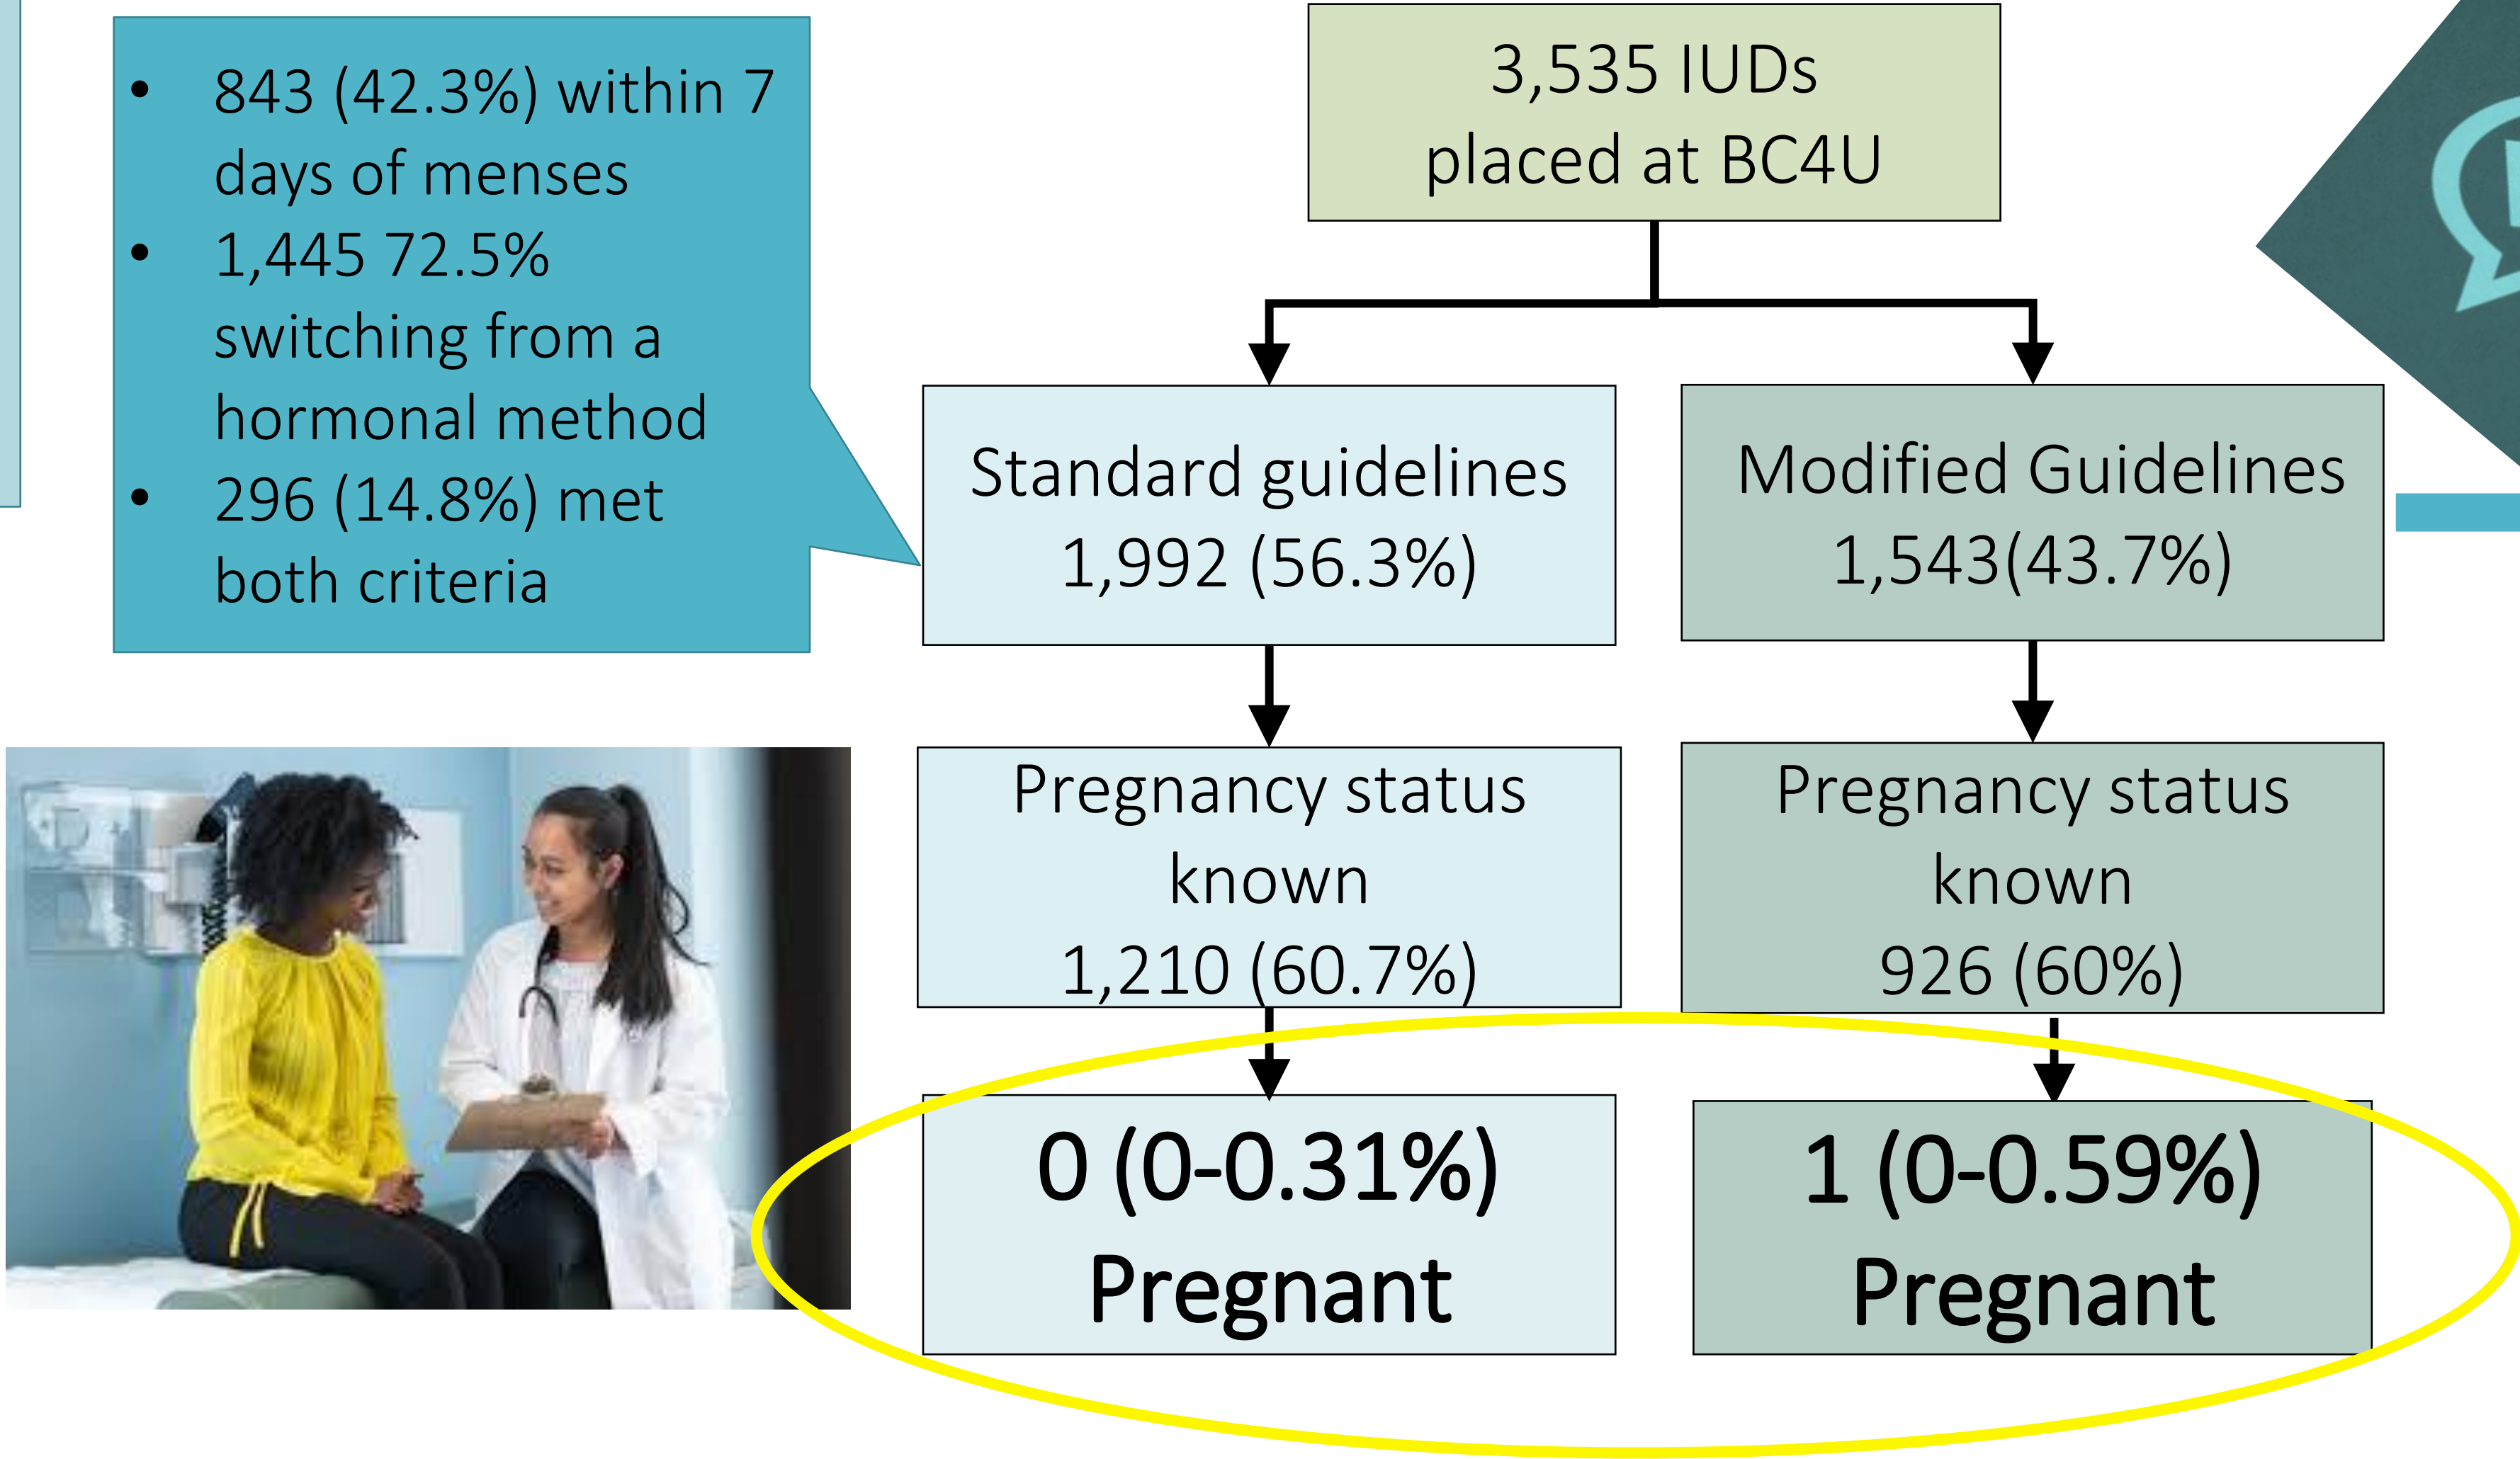 • 843 (42.3%) within 7
days of menses
• 1,445 72.5%
switching from a
hormonal method
• 296 (14.8%) met
both criteria
3,535 IUDs
placed at BC4U
Standard guidelines
1,992 (56.3%)
Modified Guidelines
1,543(43.7%)
Pregnancy status
known
1,210 (60.7%)
Pregnancy status
known
926 (60%)
0 (0-0.31%)
Pregnant
1 (0-0.59%)
Pregnant